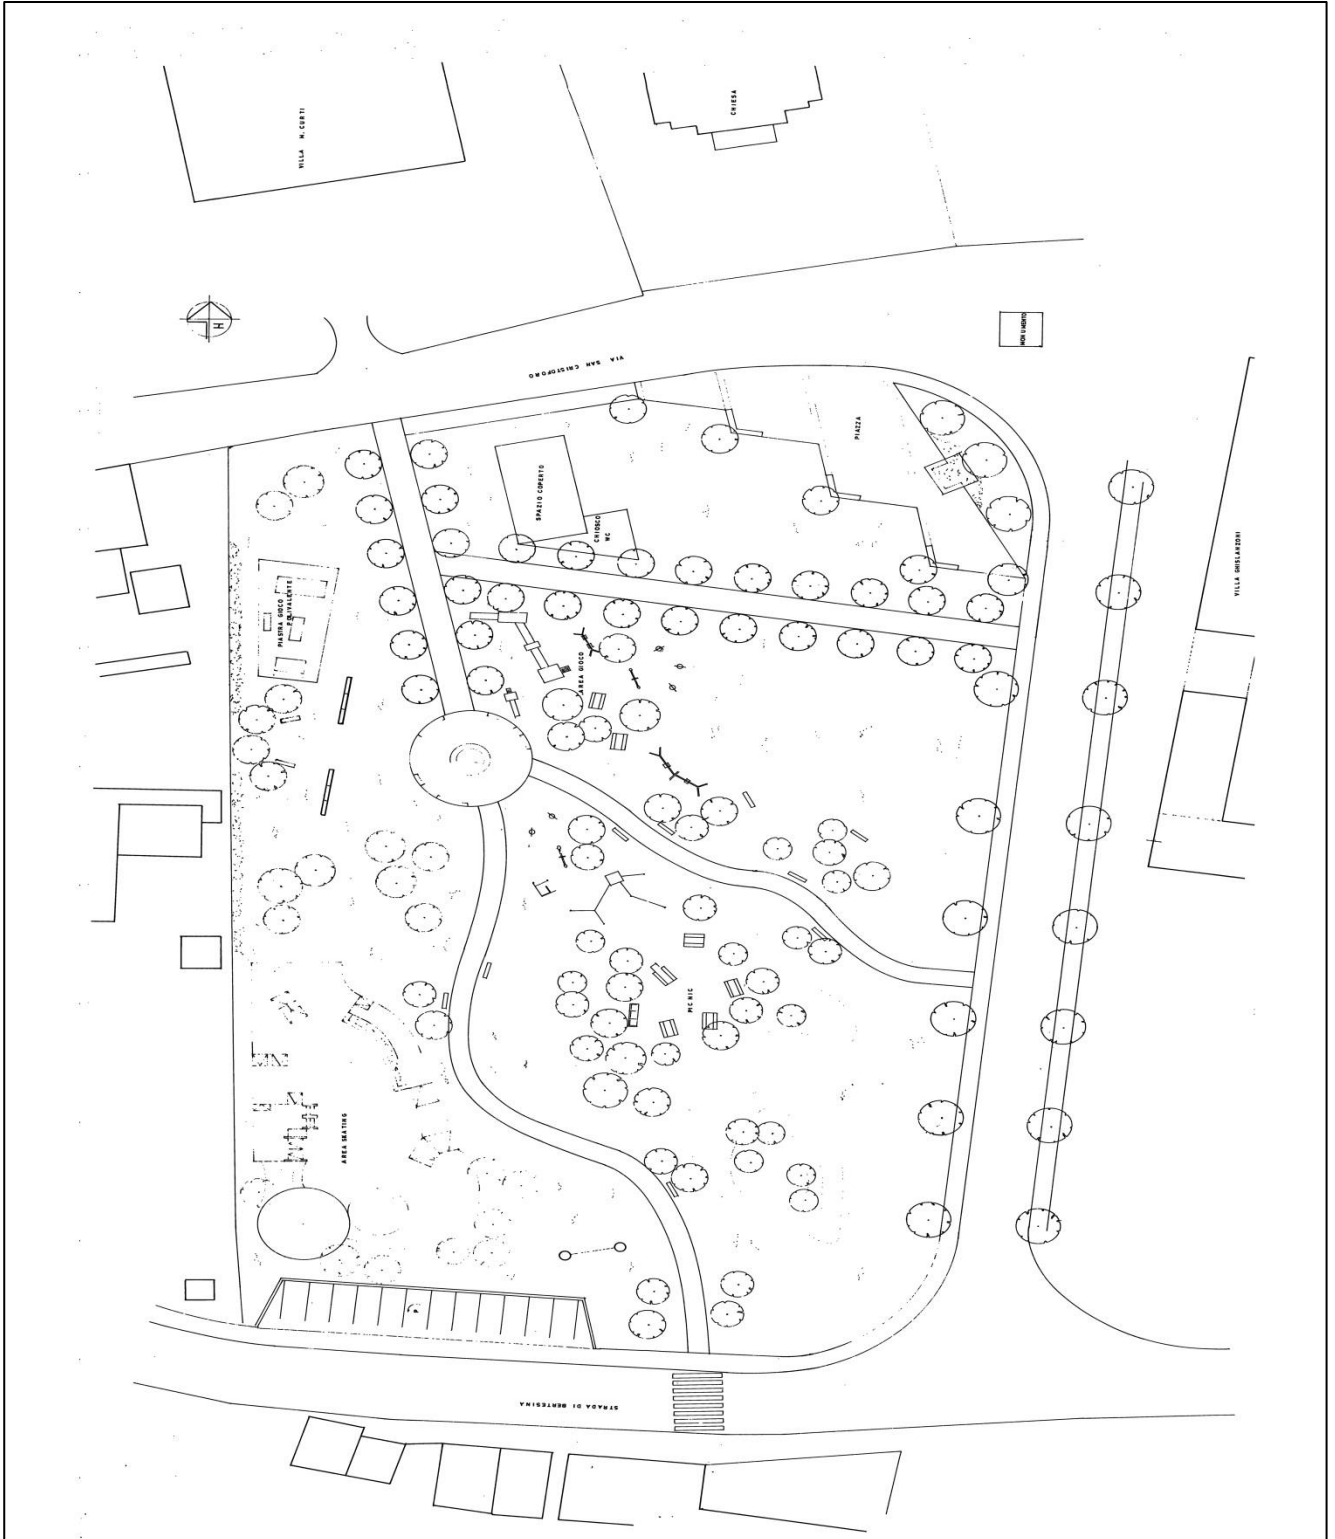 VILLA M. CURTI
CHIESA
N
MONUMENTO
VIA SAN CRISTOFORO
PIAZZA
SPAZIO COPERTO
CHIOSCO
WC
VILLA GHISLANZONI
PIASTRA GIOCO
POLIVALENTE
AREA GIOCO
PIC NIC
AREA SKATING
P
STRADA DI BERTESINA